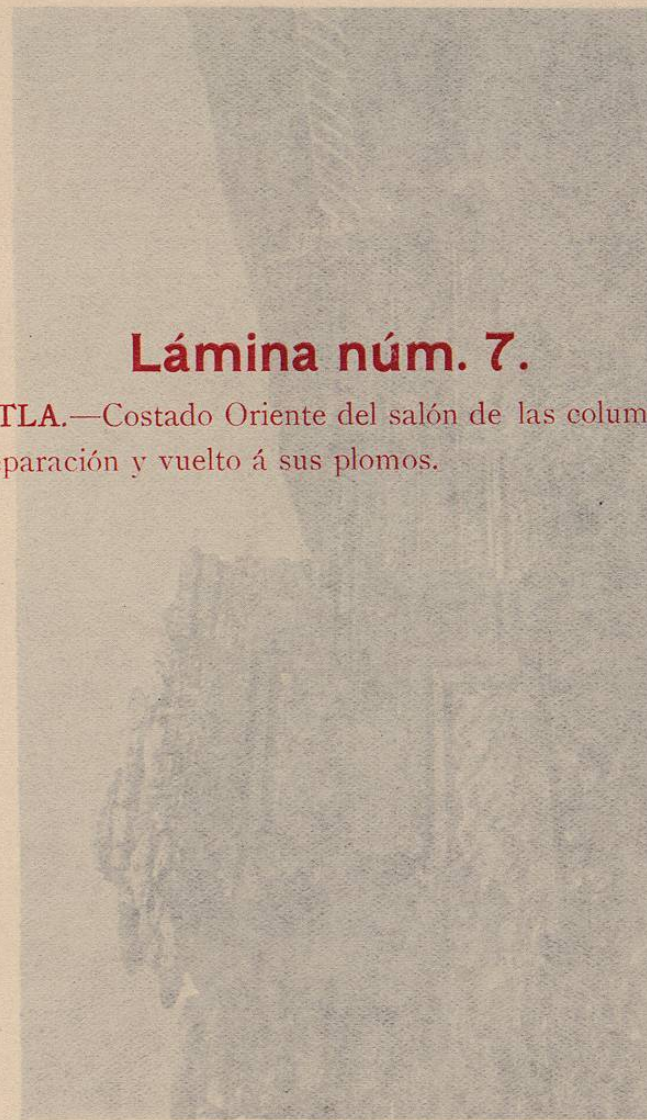 Lámina núm. 7.
TLA.—Costado Oriente del salón de las colum
paración y vuelto á sus plomos.